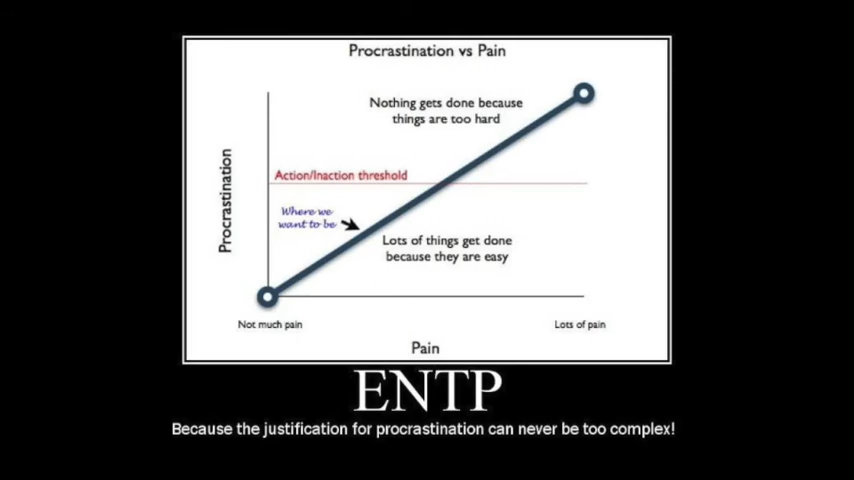 Procrastination vs Pain
Nothing gets done because
things are too hard
Procrastination
Action/Inaction threshold
Where we
want to be
Lots of things get done
because they are easy
Not much pain
Lots of pain
Pain
ENTP
Because the justification for procrastination can never be too complex!